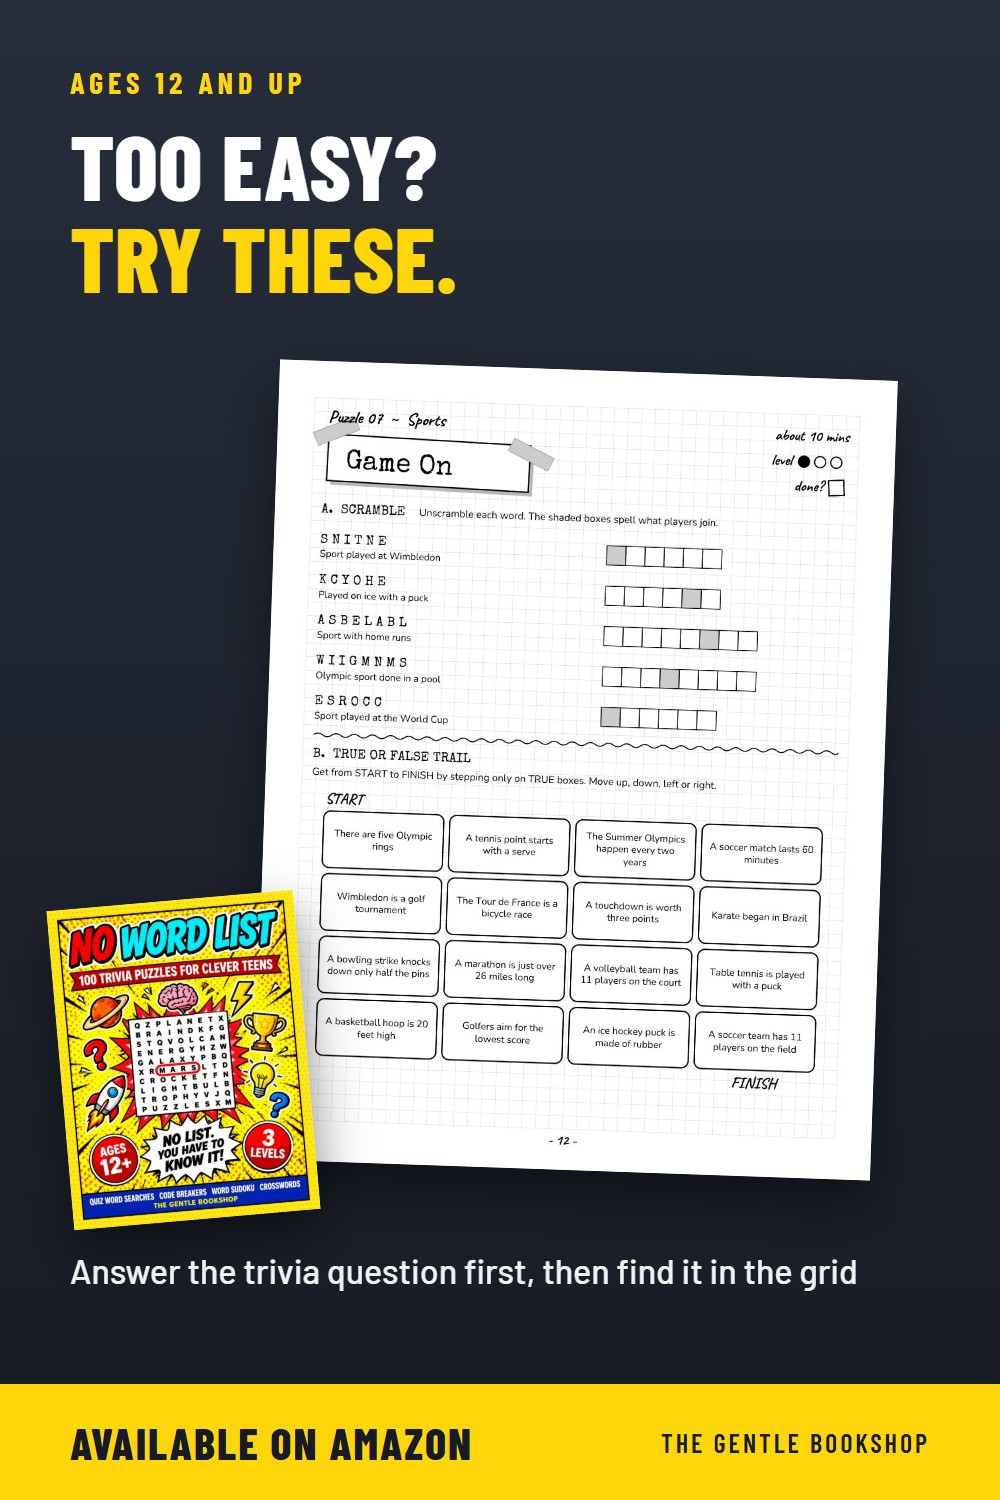 AGES 12 AND UP
TOO EASY?
TRY THESE.
Puzzle 07 ~ Sports
Game On
about 10 mins
level
done?
A. SCRAMBLE Unscramble each word. The shaded boxes spell what players join.
SNITNE
Sport played at Wimbledon
KCYOHE
Played on ice with a puck
ASBELABL
Sport with home runs
WIIGMNMS
Olympic sport done in a pool
ESROCC
Sport played at the World Cup
B. TRUE OR FALSE TRAIL
Get from START to FINISH by stepping only on TRUE boxes. Move up, down, left or right.
START
There are five Olympic
rings
A tennis point starts
with a serve
The Summer Olympics
happen every two
years
A soccer match lasts 60
minutes
Wimbledon is a golf
tournament
The Tour de France is a
bicycle race
A touchdown is worth
three points
Karate began in Brazil
A bowling strike knocks
down only half the pins
A marathon is just over
26 miles long
A volleyball team has
11 players on the court
Table tennis is played
with a puck
A basketball hoop is 20
feet high
Golfers aim for the
lowest score
An ice hockey puck is
made of rubber
A soccer team has 11
players on the field
FINISH
- 12 -
NO WORD LIST
100 TRIVIA PUZZLES FOR CLEVER TEENS
QZPLANETX
BRAINDKFG
STQVOLCAN
ENERGYHZW
GALAXYPBQ
XRMARSLTD
CROCKETFN
LIGHTBULB
TROPHYVJQ
PUZZLESXM
AGES
12+
NO LIST.
YOU HAVE TO
KNOW IT!
3
LEVELS
QUIZ WORD SEARCHES CODE BREAKERS WORD SUDOKU CROSSWORDS
THE GENTLE BOOKSHOP
Answer the trivia question first, then find it in the grid
AVAILABLE ON AMAZON
THE GENTLE BOOKSHOP